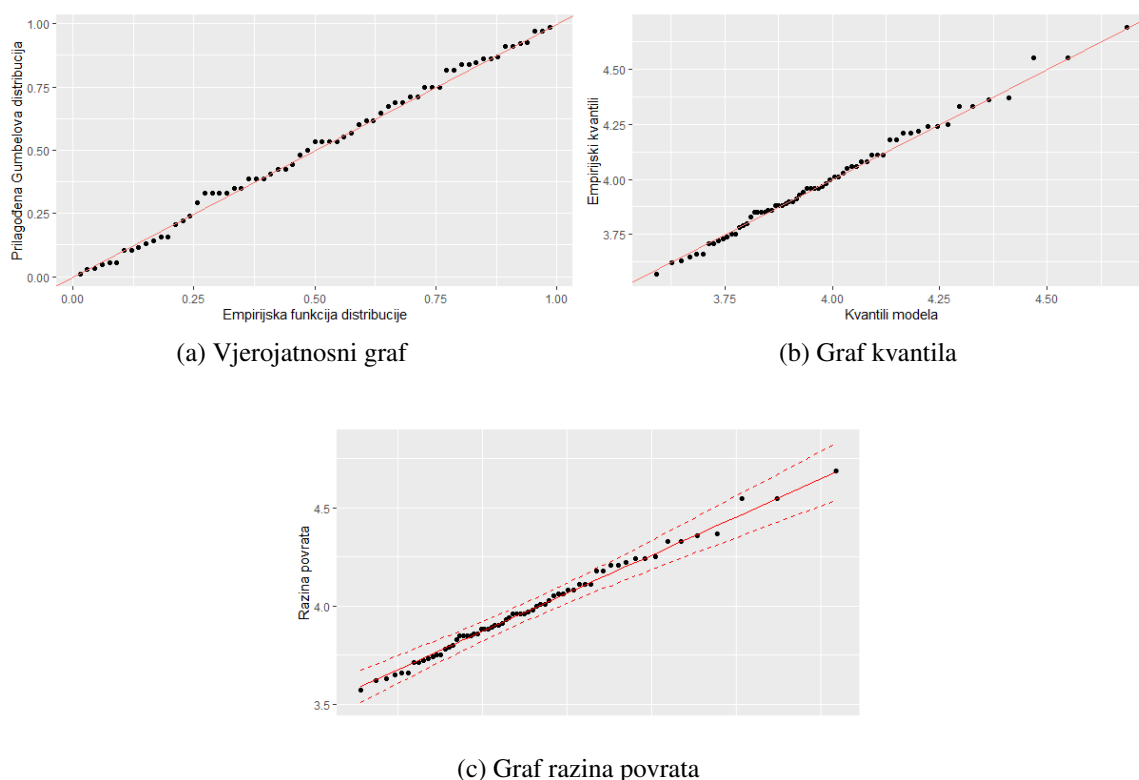 Prilagođena Gumbelova distribucija
1.00
0.75
0.50
0.25
0.00
0.00 0.25 0.50 0.75 1.00
Empirijska funkcija distribucije
(a) Vjerojatnosni graf
Empirijski kvantili
4.50
4.25
4.00
3.75
3.75 4.00 4.25 4.50
Kvantili modela
(b) Graf kvantila
Razina povrata
4.5
4.0
3.5
(c) Graf razina povrata